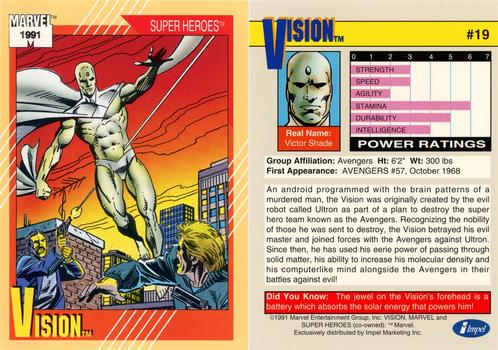 MARVEL
1991
M
SUPER HEROES™
VISION™
VISION™
#19
0 1 2 3 4 5 6 7
STRENGTH
SPEED
AGILITY
STAMINA
DURABILITY
INTELLIGENCE
POWER RATINGS
Real Name:
Victor Shade
Group Affiliation: Avengers Ht: 6'2" Wt: 300 lbs
First Appearance: AVENGERS #57, October 1968
An android programmed with the brain patterns of a
murdered man, the Vision was originally created by the evil
robot called Ultron as part of a plan to destroy the super
hero team known as the Avengers. Recognizing the nobility
of those he was sent to destroy, the Vision betrayed his evil
master and joined forces with the Avengers against Ultron.
Since then, he has used his eerie power of passing through
solid matter, his ability to increase his molecular density and
his computerlike mind alongside the Avengers in their
battles against evil!
Did You Know: The jewel on the Vision's forehead is a
battery which absorbs the solar energy that powers him!
©1991 Marvel Entertainment Group, Inc. VISION, MARVEL and
SUPER HEROES (co-owned): ™ Marvel.
Exclusively distributed by Impel Marketing Inc.
Impel